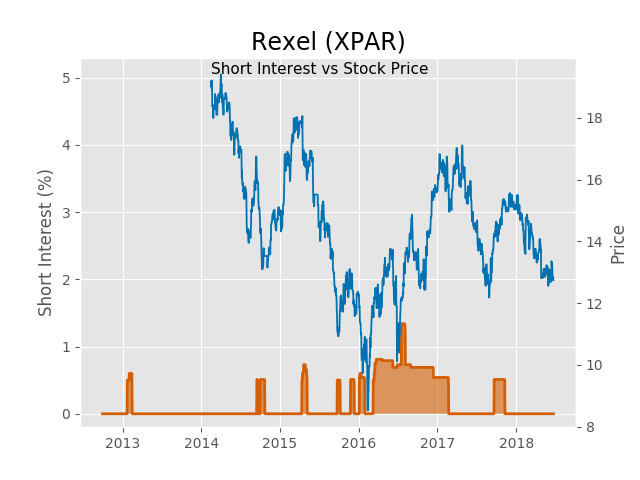 Rexel (XPAR)
Short Interest vs Stock Price
Short Interest (%)
5
4
3
2
1
0
18
16
14
12
10
8
Price
2013 2014 2015 2016 2017 2018